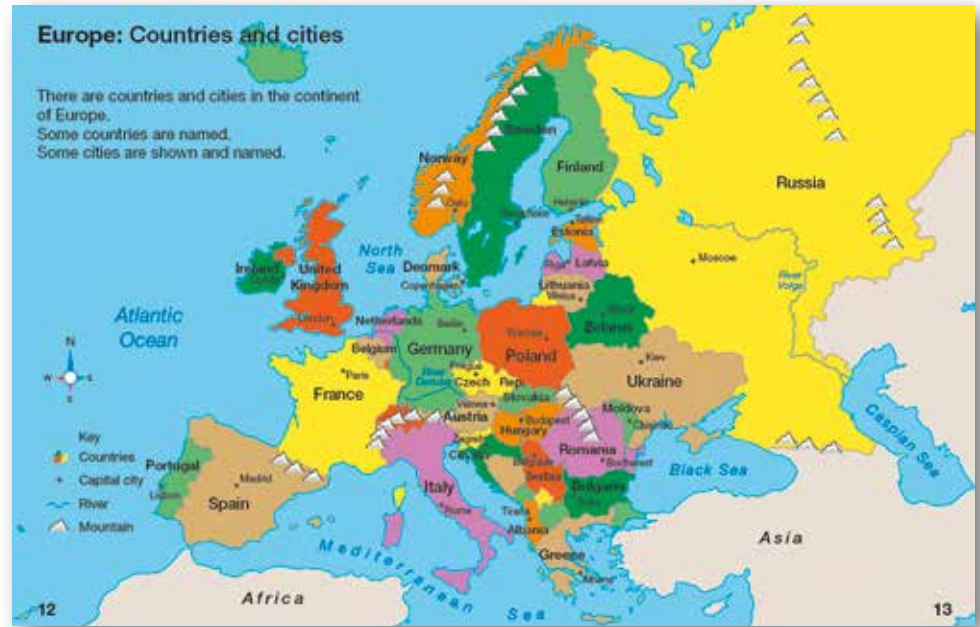 Europe: Countries and cities
There are countries and cities in the continent
of Europe.
Some countries are named.
Some cities are shown and named.
Sweden
Norway
Finland
Russia
Oslo
Helsinki
Tallinn
Estonia
North
Sea
Riga
Latvia
Moscow
River
Volga
Ireland
United
Kingdom
Denmark
Copenhagen
Lithuania
Vilnius
Minsk
Belarus
Atlantic
Ocean
London
Netherlands
Berlin
Warsaw
Poland
Belgium
Germany
Kiev
Ukraine
N
W
E
S
Paris
France
River
Danube
Prague
Czech Rep.
Slovakia
Vienna
Austria
Budapest
Hungary
Moldova
Chisinau
Zagreb
Croatia
Romania
Bucharest
Belgrade
Serbia
Black Sea
Caspian Sea
Key
Countries
Capital city
River
Mountain
Portugal
Lisbon
Madrid
Spain
Italy
Rome
Bulgaria
Sofia
Tirana
Albania
Greece
Athens
Asia
Mediterranean Sea
Africa
12
13